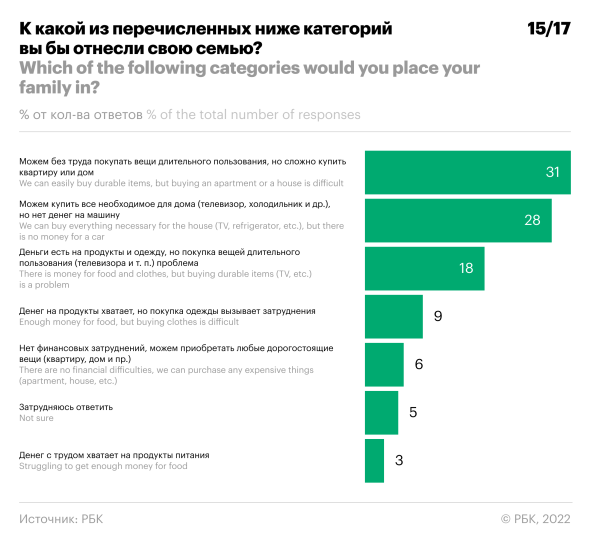 К какой из перечисленных ниже категорий
вы бы отнесли свою семью?
15/17
Which of the following categories would you place your
family in?
% от кол-ва ответов % of the total number of responses
Можем без труда покупать вещи длительного пользования, но сложно купить
квартиру или дом
We can easily buy durable items, but buying an apartment or a house is difficult
31
Можем купить все необходимое для дома (телевизор, холодильник и др.),
но нет денег на машину
We can buy everything necessary for the house (TV, refrigerator, etc.), but there
is no money for a car
28
Деньги есть на продукты и одежду, но покупка вещей длительного
пользования (телевизора и т. п.) проблема
There is money for food and clothes, but buying durable items (TV, etc.)
is a problem
18
Денег на продукты хватает, но покупка одежды вызывает затруднения
Enough money for food, but buying clothes is difficult
9
Нет финансовых затруднений, можем приобретать любые дорогостоящие
вещи (квартиру, дом и пр.)
There are no financial difficulties, we can purchase any expensive things
(apartment, house, etc.)
6
Затрудняюсь ответить
Not sure
5
Денег с трудом хватает на продукты питания
Struggling to get enough money for food
3
Источник: РБК
© РБК, 2022